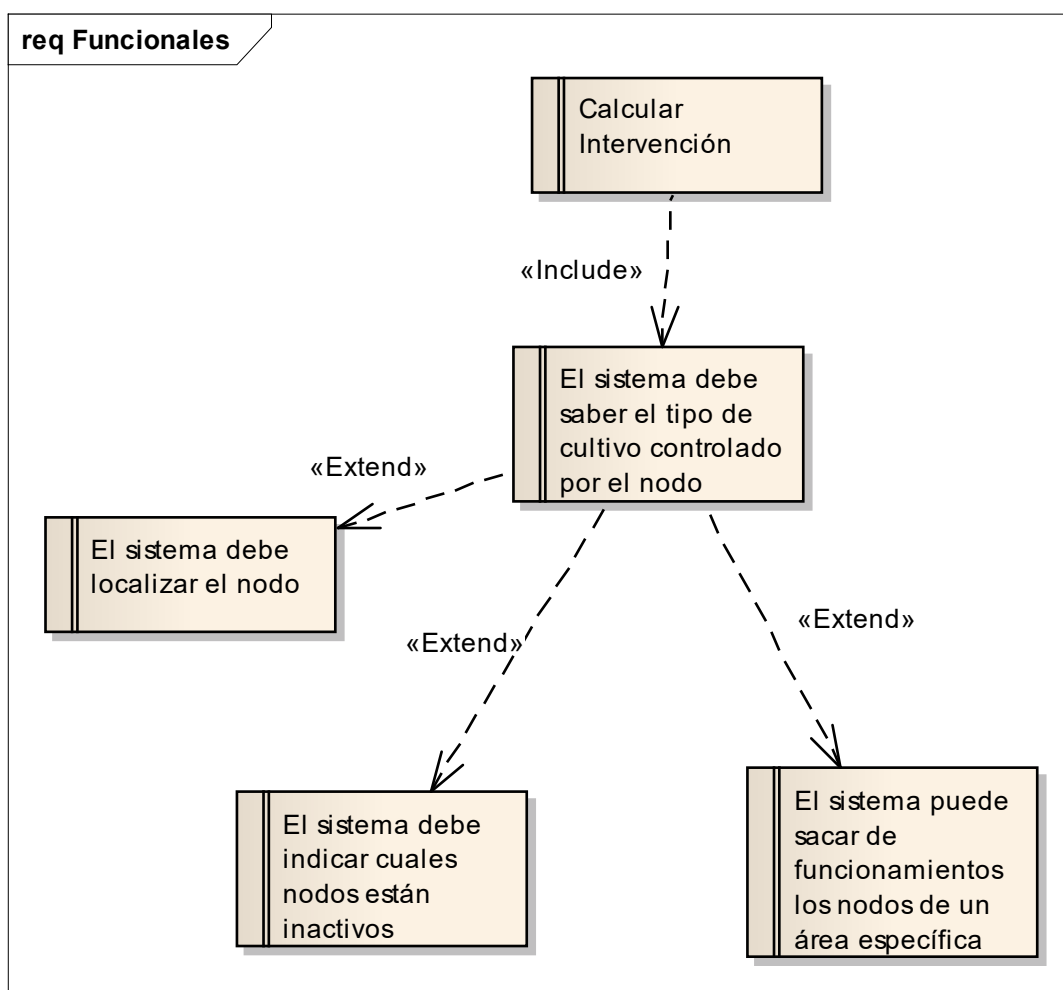 req Funcionales
Calcular
Intervención
«Include»
El sistema debe
saber el tipo de
cultivo controlado
por el nodo
«Extend»
El sistema debe
localizar el nodo
«Extend»
«Extend»
El sistema debe
indicar cuales
nodos están
inactivos
El sistema puede
sacar de
funcionamientos
los nodos de un
área específica